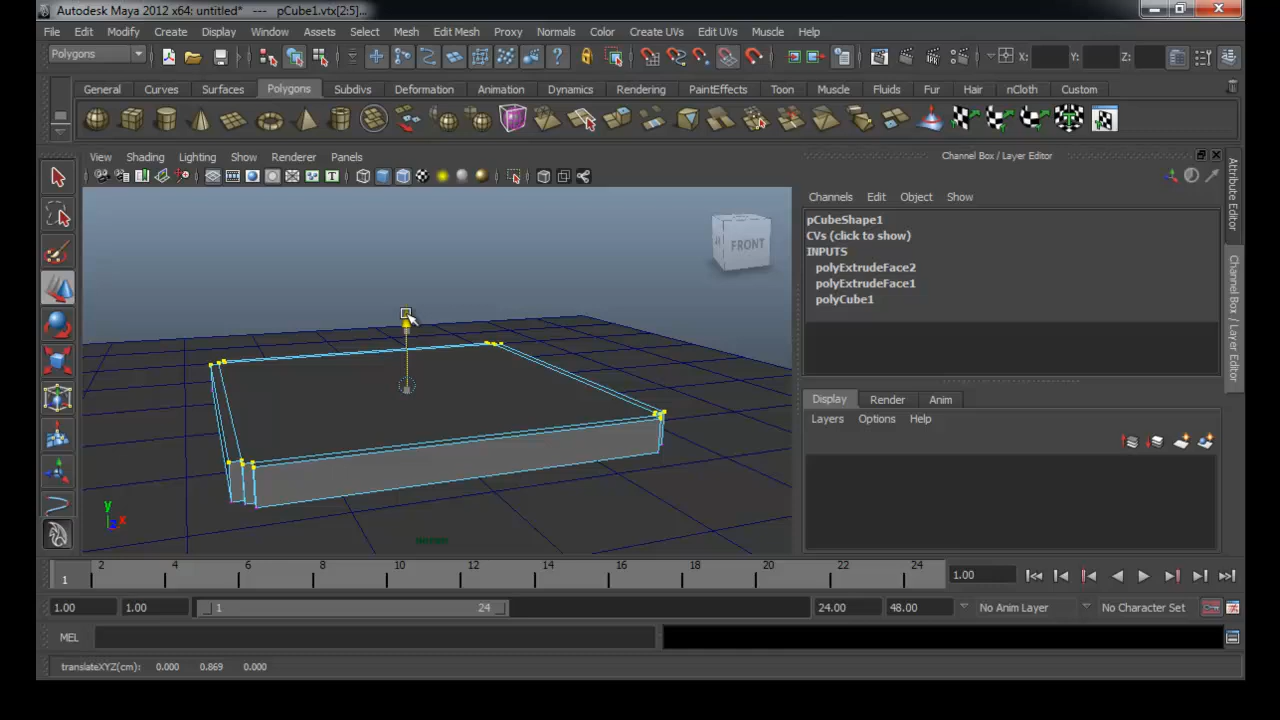 Autodesk Maya 2012 x64: untitled* --- pCube1.vtx[2:5]...
File Edit Modify Create Display Window Assets Select Mesh Edit Mesh Proxy Normals Color Create UVs Edit UVs Muscle Help
Polygons X: Y: Z:
General Curves Surfaces Polygons Subdivs Deformation Animation Dynamics Rendering PaintEffects Toon Muscle Fluids Fur Hair nCloth Custom
View Shading Lighting Show Renderer Panels
Channel Box / Layer Editor
Channels Edit Object Show
pCubeShape1
CVs (click to show)
INPUTS
polyExtrudeFace2
polyExtrudeFace1
polyCube1
FRONT
y
x
z
Display Render Anim
Layers Options Help
Attribute Editor
Channel Box / Layer Editor
1 2 4 6 8 10 12 14 16 18 20 22 24 1.00
1.00 1.00 1 24 24.00 48.00 No Anim Layer No Character Set
MEL
translateXYZ(cm): 0.000 0.869 0.000